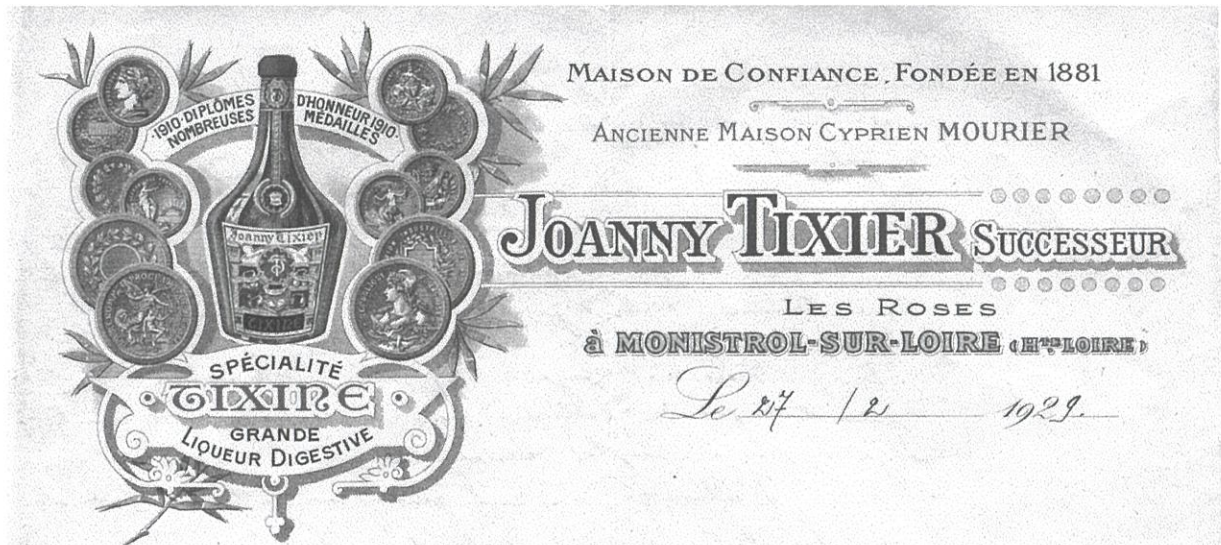 ·1910·DIPLÔMES D'HONNEUR 1910·
NOMBREUSES MÉDAILLES
Joanny Tixier
TIXINE
SPÉCIALITÉ
TIXINE
GRANDE
LIQUEUR DIGESTIVE
MAISON DE CONFIANCE, FONDÉE EN 1881
ANCIENNE MAISON CYPRIEN MOURIER
JOANNY TIXIER SUCCESSEUR
LES ROSES
à MONISTROL-SUR-LOIRE (HTE LOIRE)
Le 27 / 2 1929.